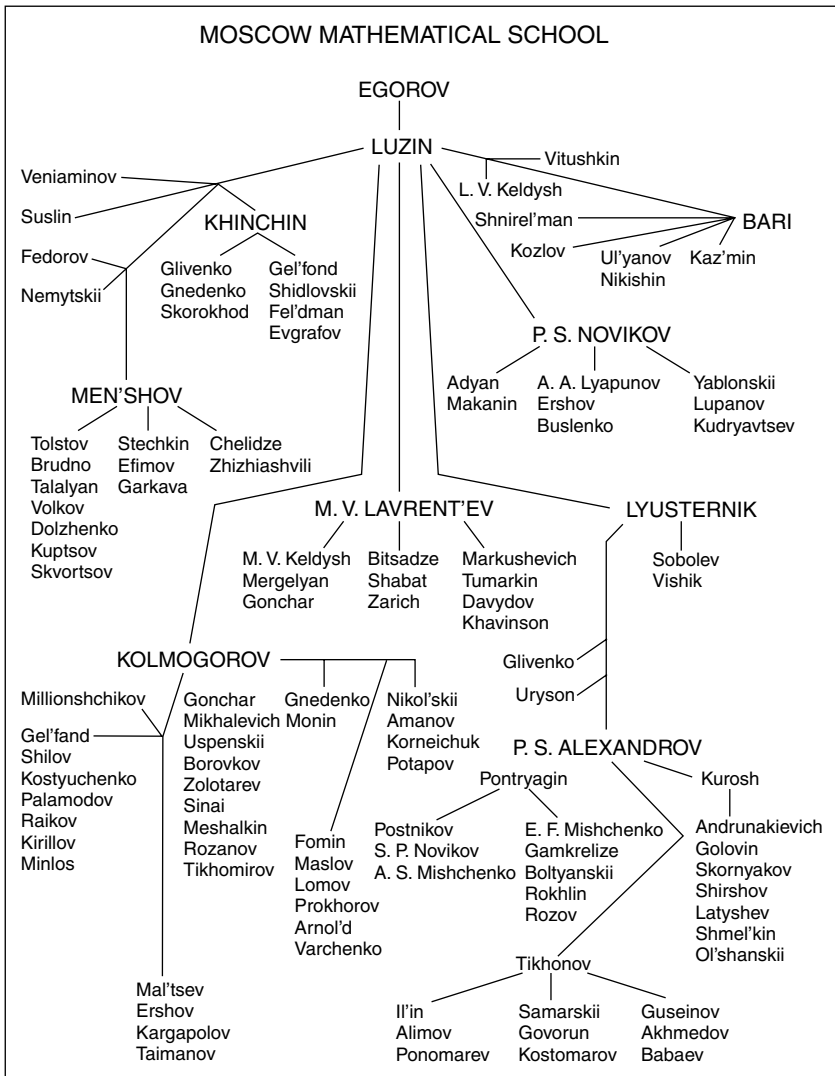 MOSCOW MATHEMATICAL SCHOOL
EGOROV
LUZIN
Veniaminov
Suslin
Fedorov
Nemytskii
KHINCHIN
Glivenko
Gnedenko
Skorokhod
Gel'fond
Shidlovskii
Fel'dman
Evgrafov
Vitushkin
L. V. Keldysh
Shnirel'man
Kozlov
Ul'yanov
Nikishin
Kaz'min
BARI
P. S. NOVIKOV
Adyan
Makanin
A. A. Lyapunov
Ershov
Buslenko
Yablonskii
Lupanov
Kudryavtsev
MEN'SHOV
Tolstov
Brudno
Talalyan
Volkov
Dolzhenko
Kuptsov
Skvortsov
Stechkin
Efimov
Garkava
Chelidze
Zhizhiashvili
M. V. LAVRENT'EV
M. V. Keldysh
Mergelyan
Gonchar
Bitsadze
Shabat
Zarich
Markushevich
Tumarkin
Davydov
Khavinson
LYUSTERNIK
Sobolev
Vishik
Glivenko
Uryson
KOLMOGOROV
Millionshchikov
Gel'fand
Shilov
Kostyuchenko
Palamodov
Raikov
Kirillov
Minlos
Gonchar
Mikhalevich
Uspenskii
Borovkov
Zolotarev
Sinai
Meshalkin
Rozanov
Tikhomirov
Gnedenko
Monin
Nikol'skii
Amanov
Korneichuk
Potapov
Fomin
Maslov
Lomov
Prokhorov
Arnol'd
Varchenko
Mal'tsev
Ershov
Kargapolov
Taimanov
P. S. ALEXANDROV
Pontryagin
Postnikov
S. P. Novikov
A. S. Mishchenko
E. F. Mishchenko
Gamkrelize
Boltyanskii
Rokhlin
Rozov
Kurosh
Andrunakievich
Golovin
Skornyakov
Shirshov
Latyshev
Shmel'kin
Ol'shanskii
Tikhonov
Il'in
Alimov
Ponomarev
Samarskii
Govorun
Kostomarov
Guseinov
Akhmedov
Babaev